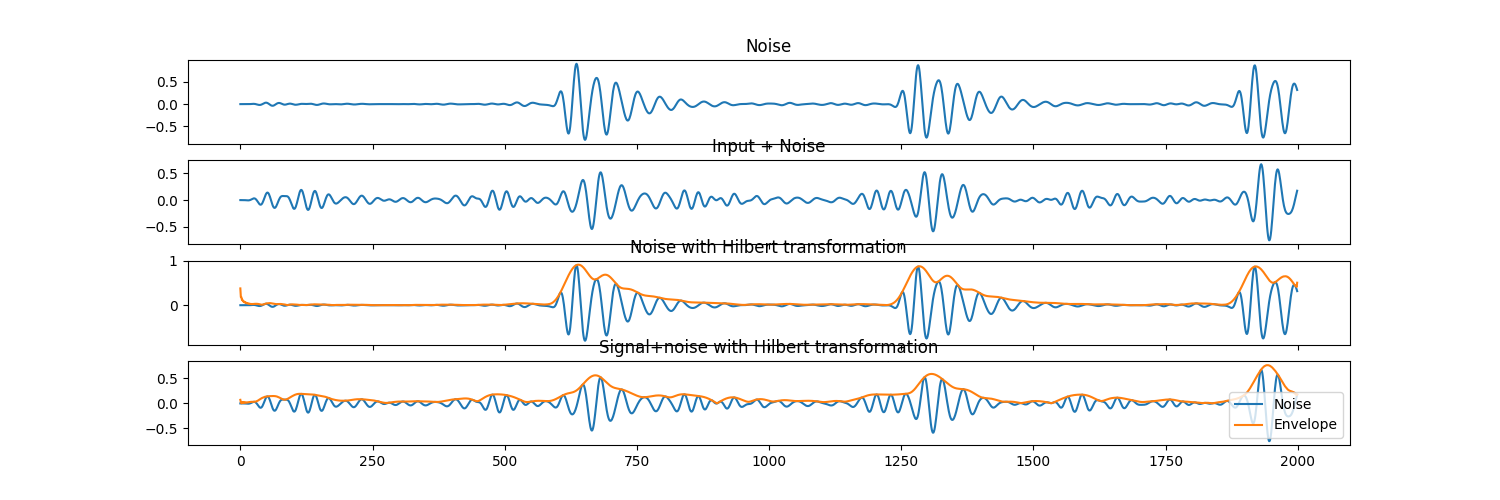 Noise
0.5
0.0
−0.5
Input + Noise
0.5
0.0
−0.5
Noise with Hilbert transformation
1
0
Signal+noise with Hilbert transformation
0.5
0.0
−0.5
Noise
Envelope
0 250 500 750 1000 1250 1500 1750 2000